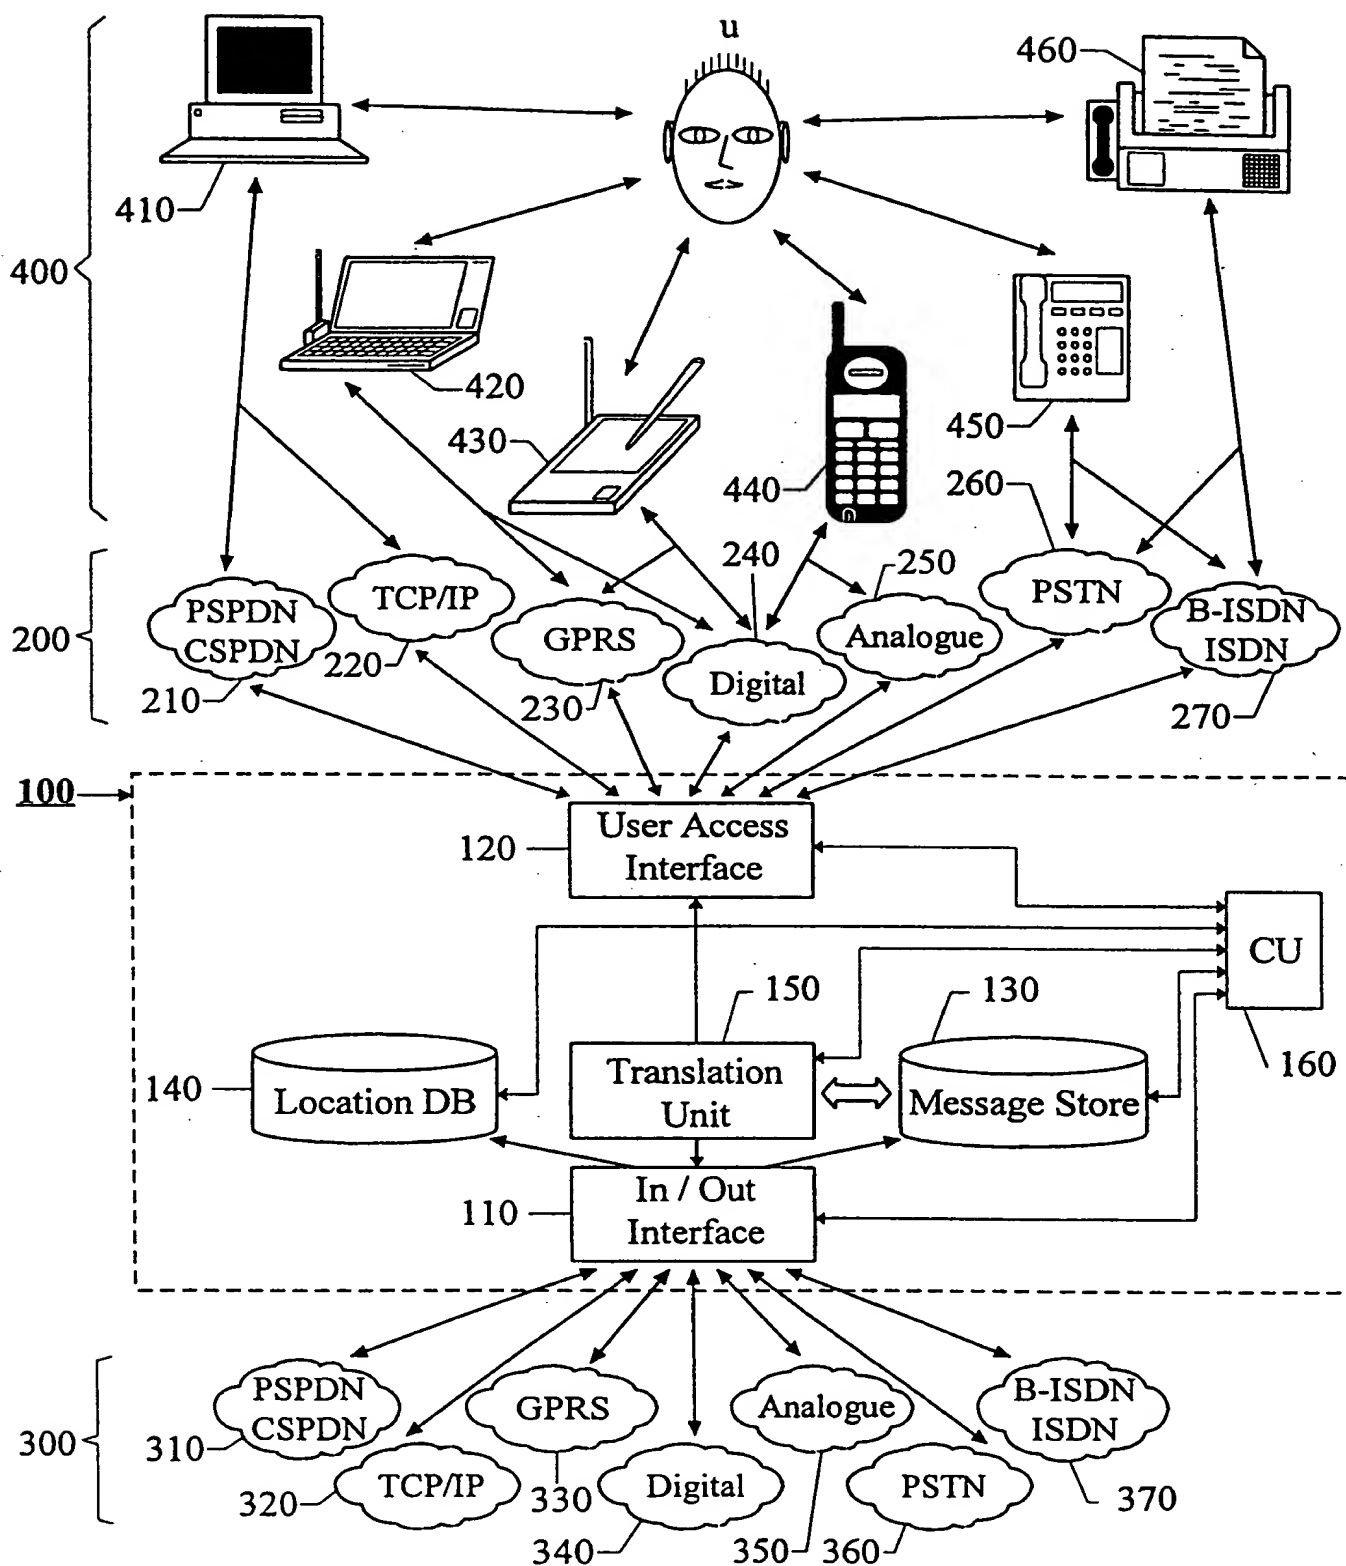 u
460
410
400
420
430
440
450
260
240
250
PSPDN
CSPDN
TCP/IP
GPRS
Digital
Analogue
PSTN
B-ISDN
ISDN
200
210
220
230
270
100
120
User Access
Interface
CU
160
150
130
140
Location DB
Translation
Unit
Message Store
110
In / Out
Interface
300
PSPDN
CSPDN
GPRS
Analogue
B-ISDN
ISDN
310
TCP/IP
Digital
PSTN
320
330
340
350
360
370